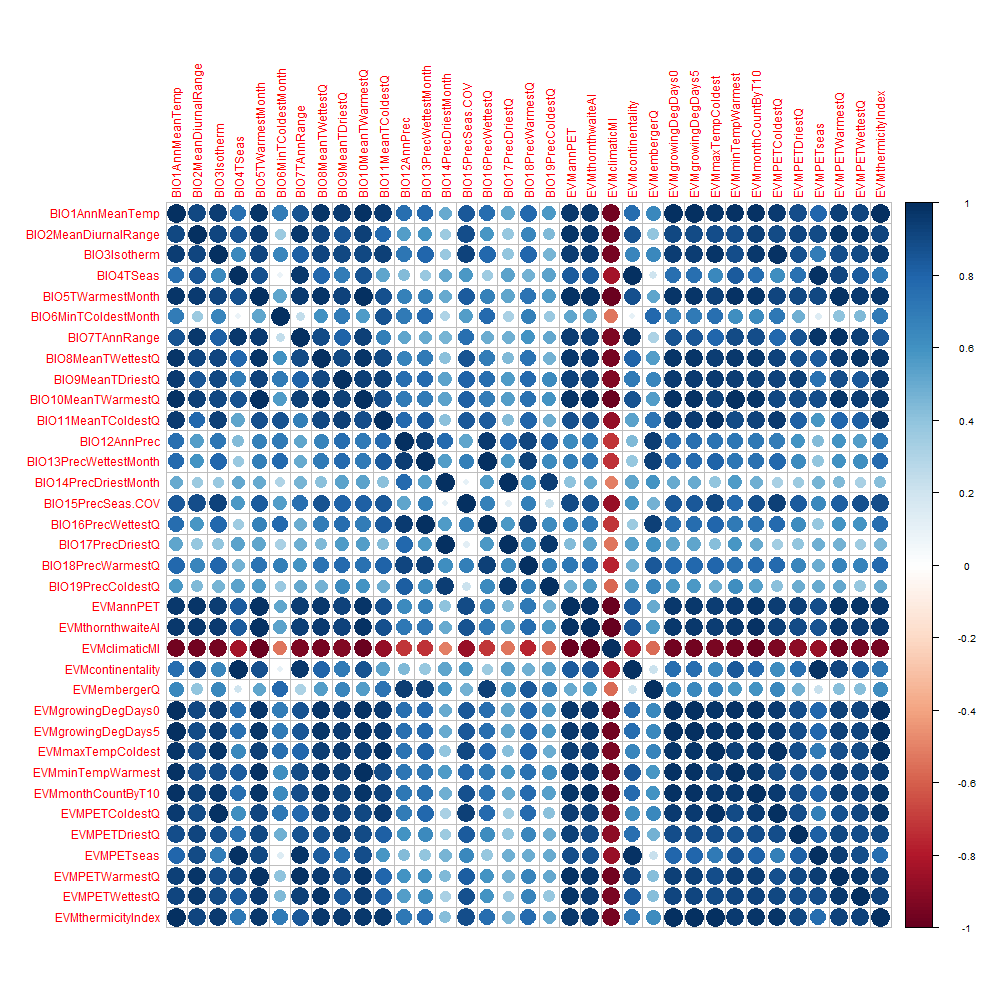 BIO1AnnMeanTemp
BIO2MeanDiurnalRange
BIO3Isotherm
BIO4TSeas
BIO5TWarmestMonth
BIO6MinTColdestMonth
BIO7TAnnRange
BIO8MeanTWettestQ
BIO9MeanTDriestQ
BIO10MeanTWarmestQ
BIO11MeanTColdestQ
BIO12AnnPrec
BIO13PrecWettestMonth
BIO14PrecDriestMonth
BIO15PrecSeas.COV
BIO16PrecWettestQ
BIO17PrecDriestQ
BIO18PrecWarmestQ
BIO19PrecColdestQ
EVMannPET
EVMthornthwaiteAI
EVMclimaticMI
EVMcontinentality
EVMembergerQ
EVMgrowingDegDays0
EVMgrowingDegDays5
EVMmaxTempColdest
EVMminTempWarmest
EVMmonthCountByT10
EVMPETColdestQ
EVMPETDriestQ
EVMPETseas
EVMPETWarmestQ
EVMPETWettestQ
EVMthermicityIndex
BIO1AnnMeanTemp
BIO2MeanDiurnalRange
BIO3Isotherm
BIO4TSeas
BIO5TWarmestMonth
BIO6MinTColdestMonth
BIO7TAnnRange
BIO8MeanTWettestQ
BIO9MeanTDriestQ
BIO10MeanTWarmestQ
BIO11MeanTColdestQ
BIO12AnnPrec
BIO13PrecWettestMonth
BIO14PrecDriestMonth
BIO15PrecSeas.COV
BIO16PrecWettestQ
BIO17PrecDriestQ
BIO18PrecWarmestQ
BIO19PrecColdestQ
EVMannPET
EVMthornthwaiteAI
EVMclimaticMI
EVMcontinentality
EVMembergerQ
EVMgrowingDegDays0
EVMgrowingDegDays5
EVMmaxTempColdest
EVMminTempWarmest
EVMmonthCountByT10
EVMPETColdestQ
EVMPETDriestQ
EVMPETseas
EVMPETWarmestQ
EVMPETWettestQ
EVMthermicityIndex
1
0.8
0.6
0.4
0.2
0
-0.2
-0.4
-0.6
-0.8
-1